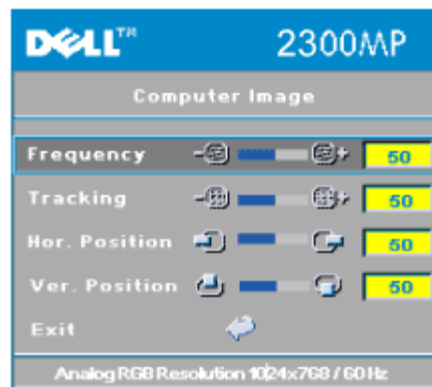 DELL™ 2300MP
Computer Image
Frequency - + 50
Tracking - + 50
Hor. Position 50
Ver. Position 50
Exit
Analog RGB Resolution 1024x768 / 60 Hz